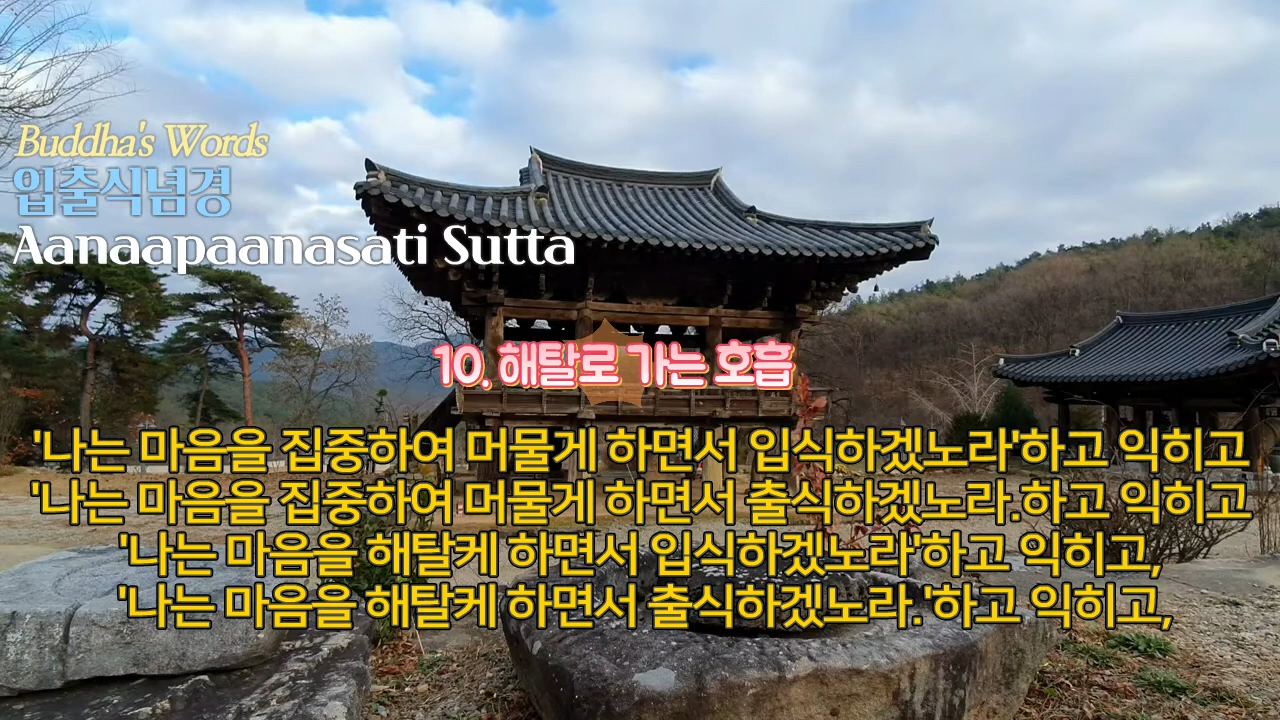 Buddha's Words
입출식념경
Aanaapaanasati Sutta
10. 해탈로 가는 호흡
'나는 마음을 집중하여 머물게 하면서 입식하겠노라'하고 익히고
'나는 마음을 집중하여 머물게 하면서 출식하겠노라.하고 익히고
'나는 마음을 해탈케 하면서 입식하겠노라'하고 익히고,
'나는 마음을 해탈케 하면서 출식하겠노라.'하고 익히고,